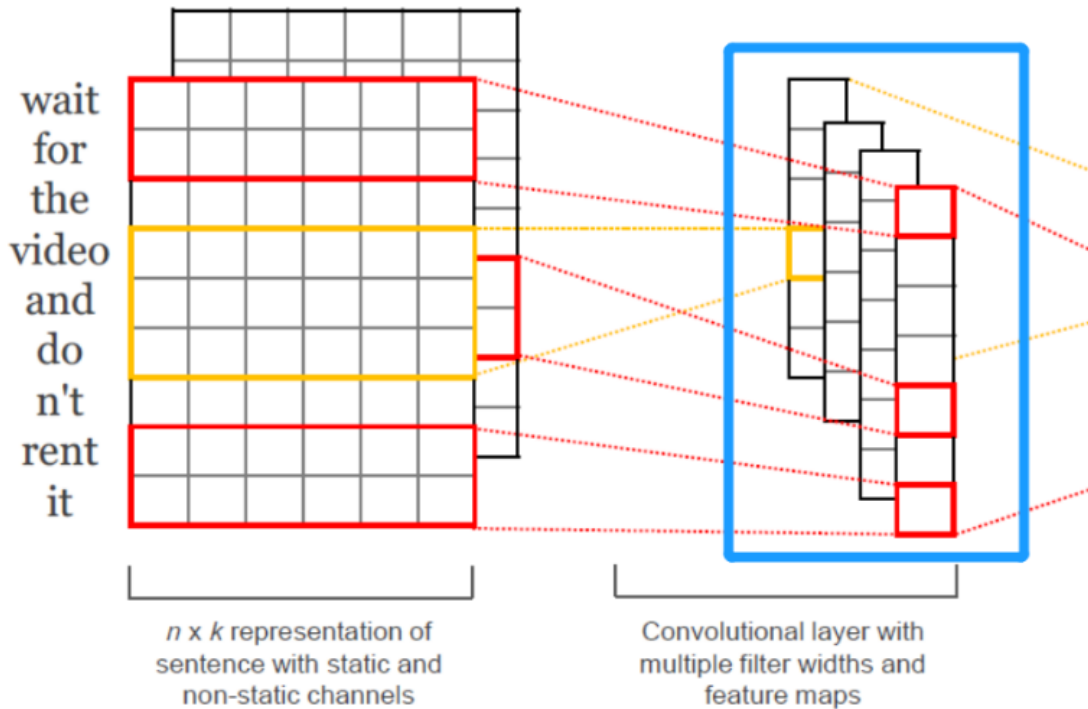 wait
for
the
video
and
do
n't
rent
it
n x k representation of
sentence with static and
non-static channels
Convolutional layer with
multiple filter widths and
feature maps